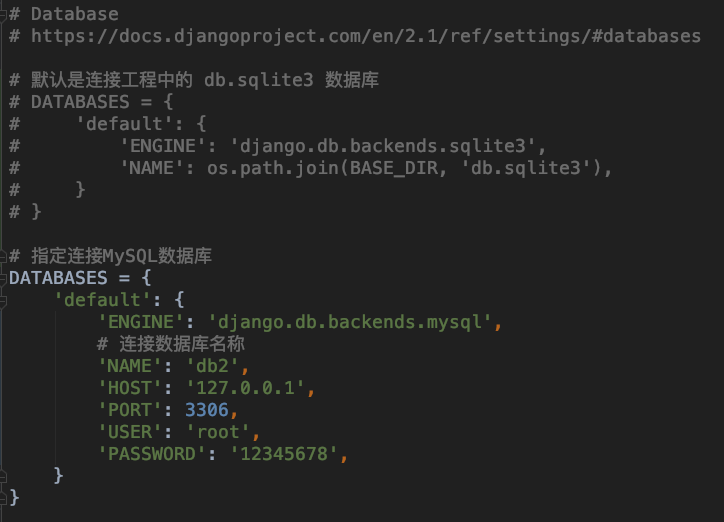 # Database
# https://docs.djangoproject.com/en/2.1/ref/settings/#databases
# 默认是连接工程中的 db.sqlite3 数据库
# DATABASES = {
#     'default': {
#         'ENGINE': 'django.db.backends.sqlite3',
#         'NAME': os.path.join(BASE_DIR, 'db.sqlite3'),
#     }
# }
# 指定连接MySQL数据库
DATABASES = {
    'default': {
        'ENGINE': 'django.db.backends.mysql',
        # 连接数据库名称
        'NAME': 'db2',
        'HOST': '127.0.0.1',
        'PORT': 3306,
        'USER': 'root',
        'PASSWORD': '12345678',
    }
}